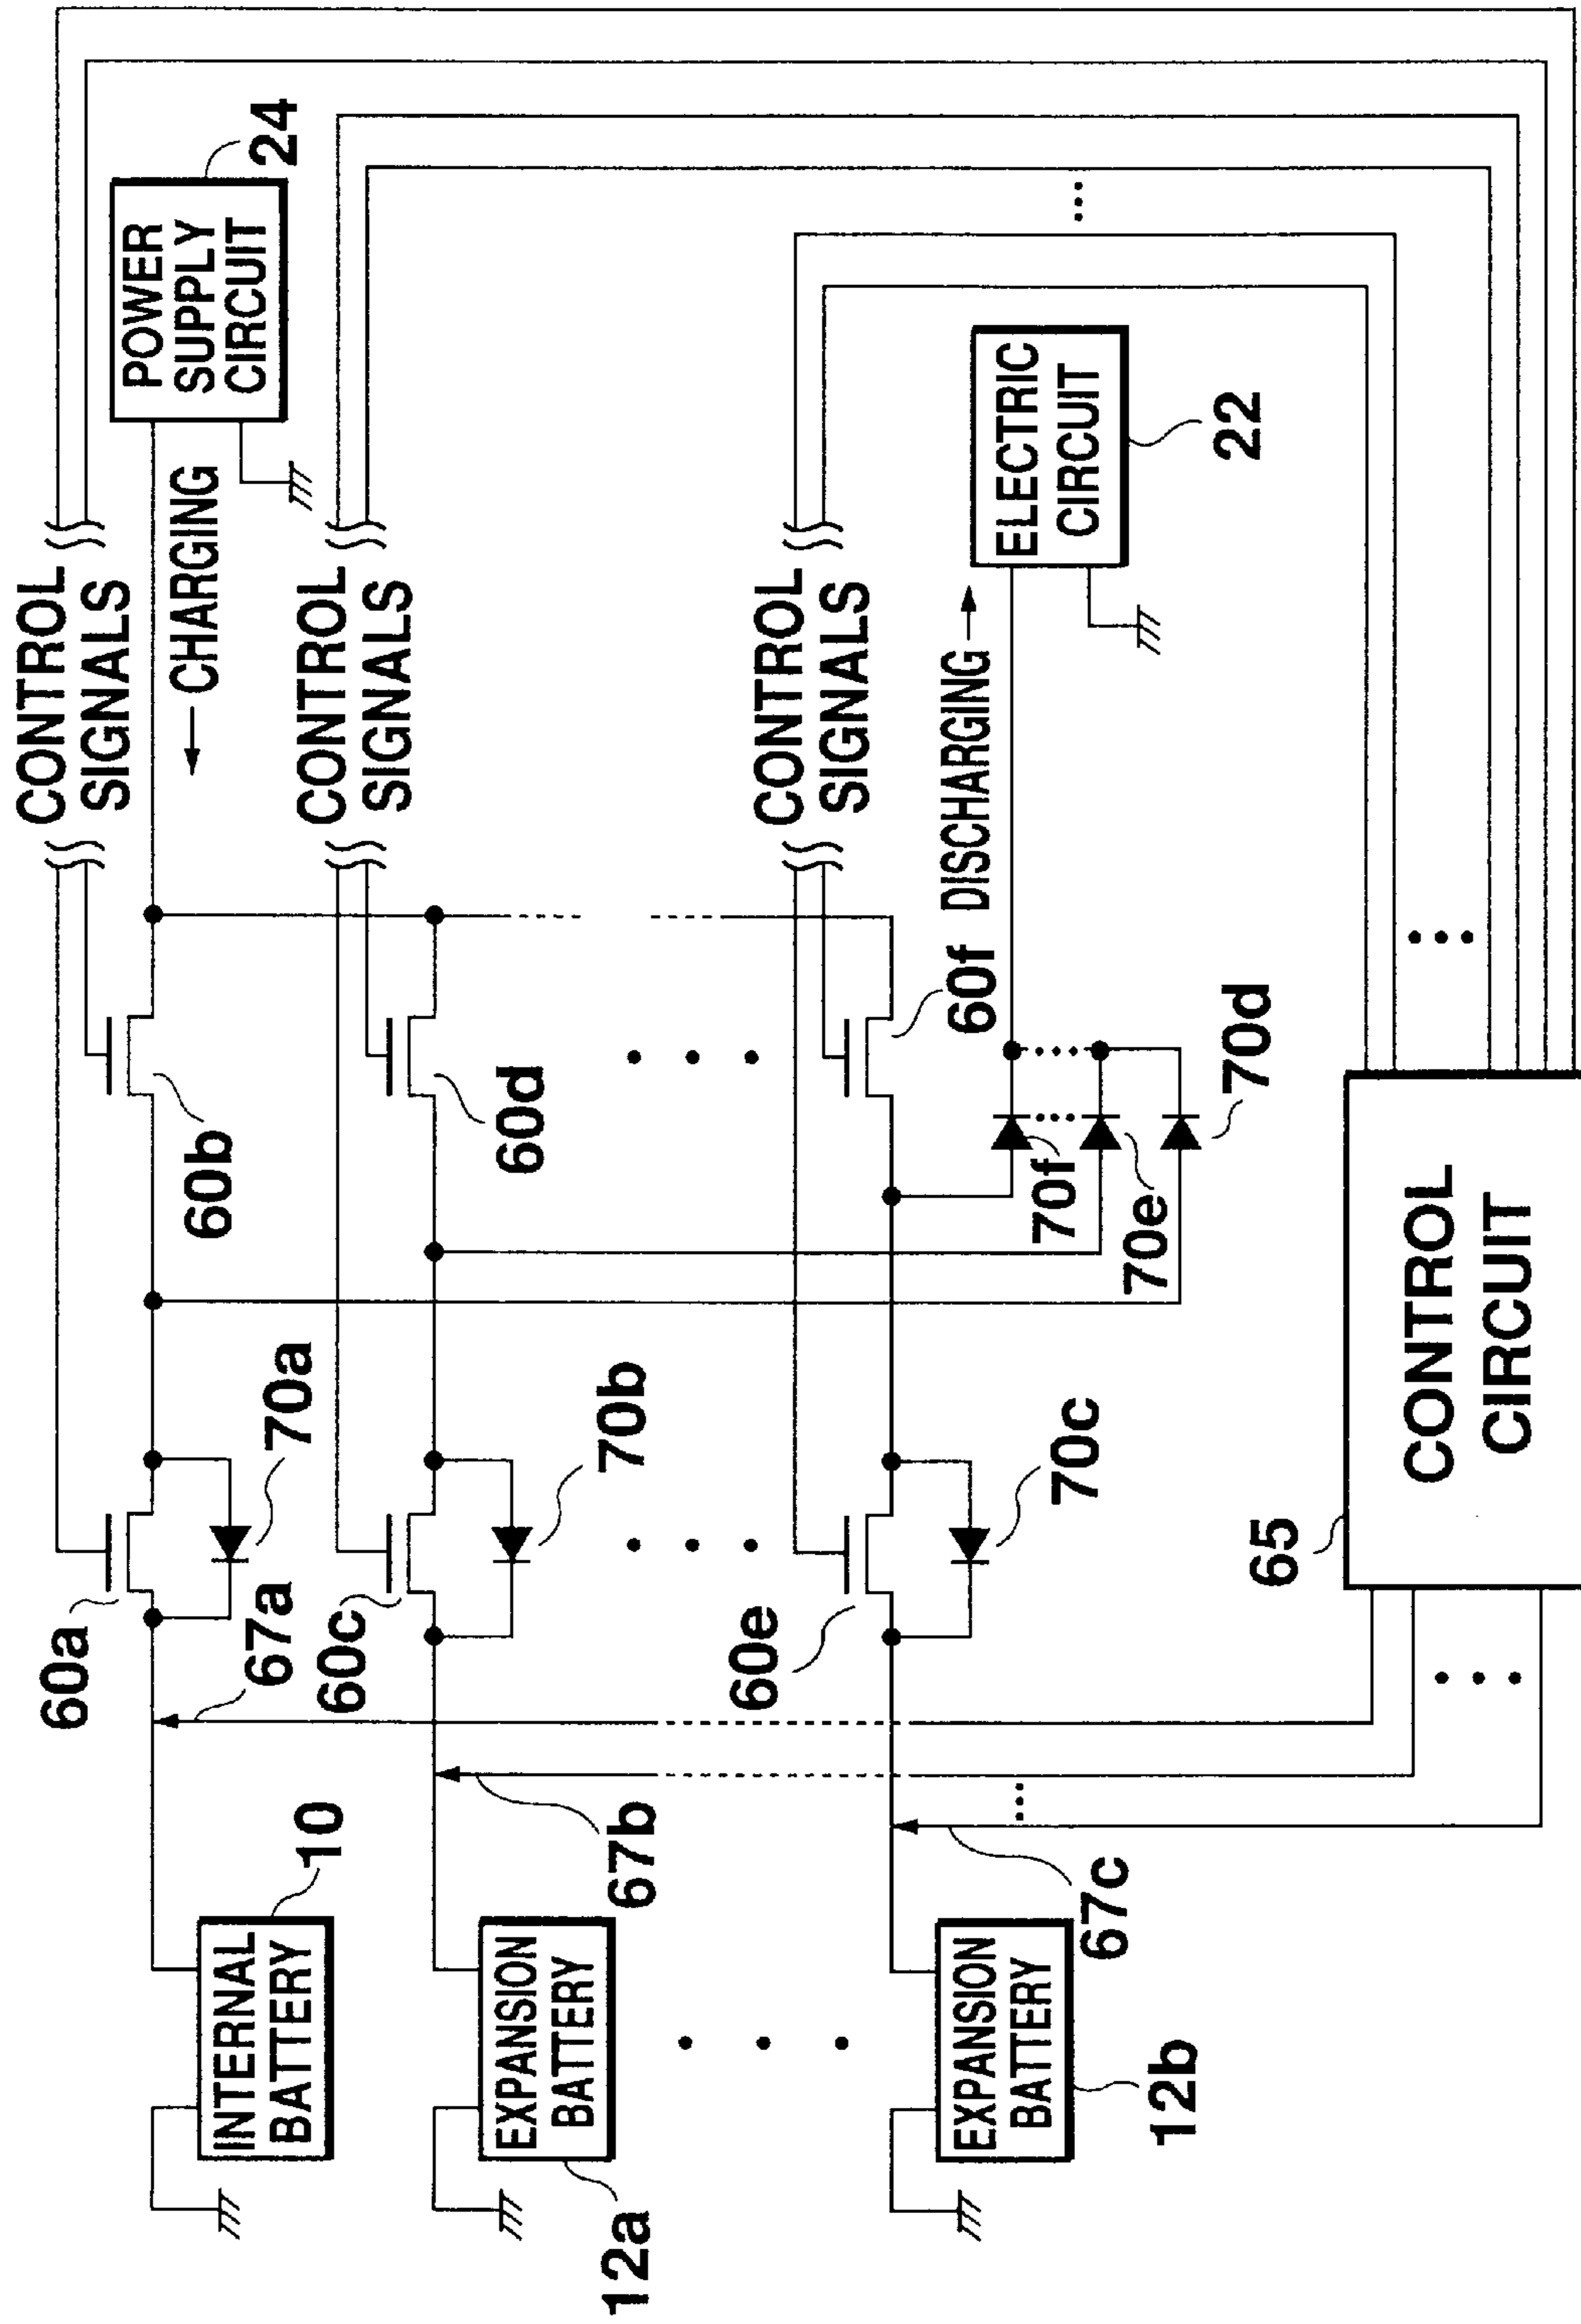 CONTROL
SIGNALS
POWER
SUPPLY
CIRCUIT
24
← CHARGING
60a
67a
70a
60b
INTERNAL
BATTERY
10
CONTROL
SIGNALS
60c
70b
60d
EXPANSION
BATTERY
12a
67b
CONTROL
SIGNALS
60e
70c
60f
DISCHARGING →
ELECTRIC
CIRCUIT
22
EXPANSION
BATTERY
12b
67c
70f
70e
70d
65
CONTROL
CIRCUIT